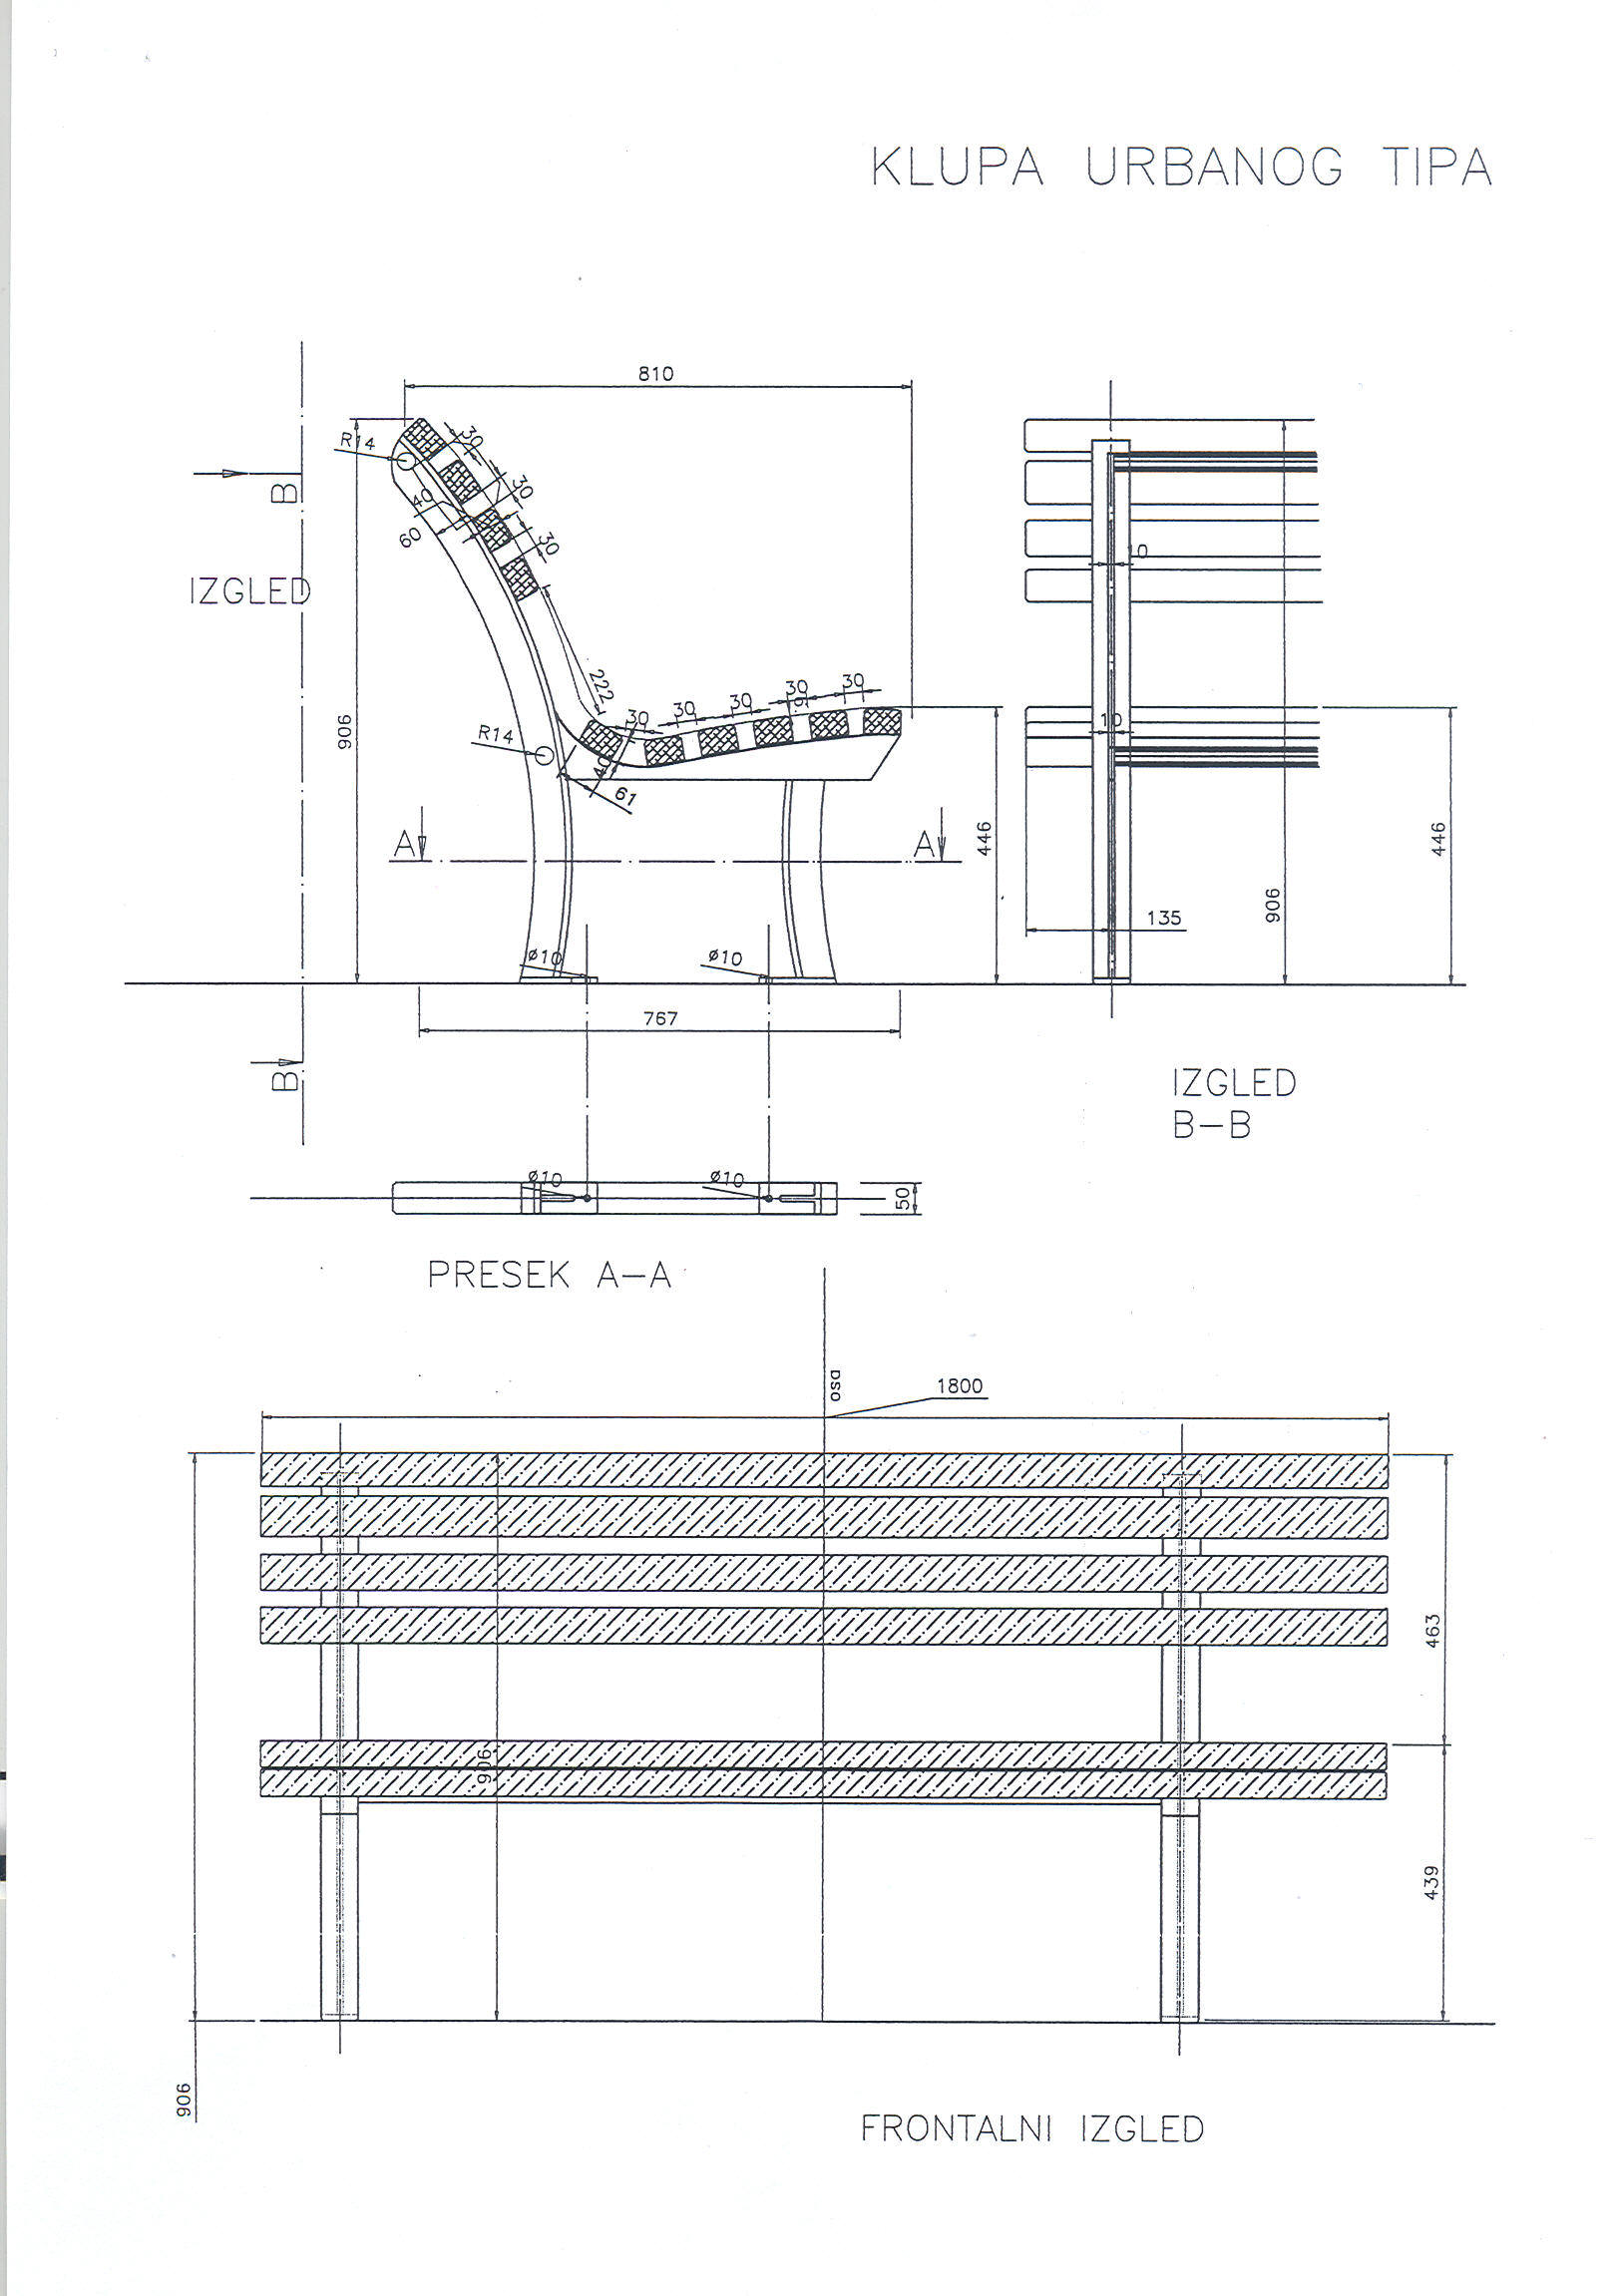 KLUPA URBANOG TIPA
810
R14
30
B
40
30
60
30
10
IZGLED
222
30
30
30
30
30
10
906
R14
40
61
A
A
446
446
906
135
ø10
ø10
767
B
IZGLED
B-B
ø10
ø10
50
PRESEK A-A
osa
1800
463
906
439
906
FRONTALNI IZGLED